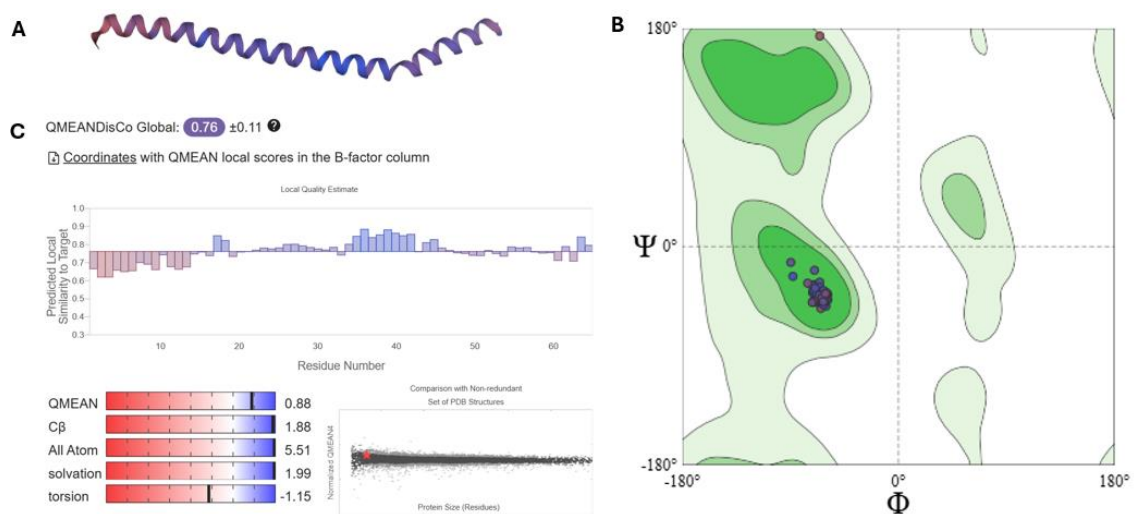 A
B
C
QMEANDisCo Global: 0.76 ±0.11 ?
Coordinates with QMEAN local scores in the B-factor column
Local Quality Estimate
Predicted Local
Similarity to Target
1.0
0.9
0.8
0.7
0.6
0.5
0.4
0.3
10 20 30 40 50 60
Residue Number
QMEAN 0.88
Cβ 1.88
All Atom 5.51
solvation 1.99
torsion -1.15
Comparison with Non-redundant
Set of PDB Structures
Normalized QMEAN4
Protein Size (Residues)
180°
Ψ 0°
-180°
-180° 0° 180°
Φ